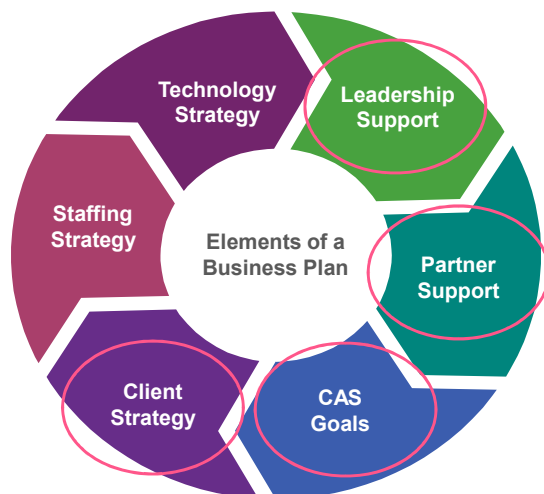 Technology
Strategy
Leadership
Support
Staffing
Strategy
Elements of a
Business Plan
Partner
Support
Client
Strategy
CAS
Goals